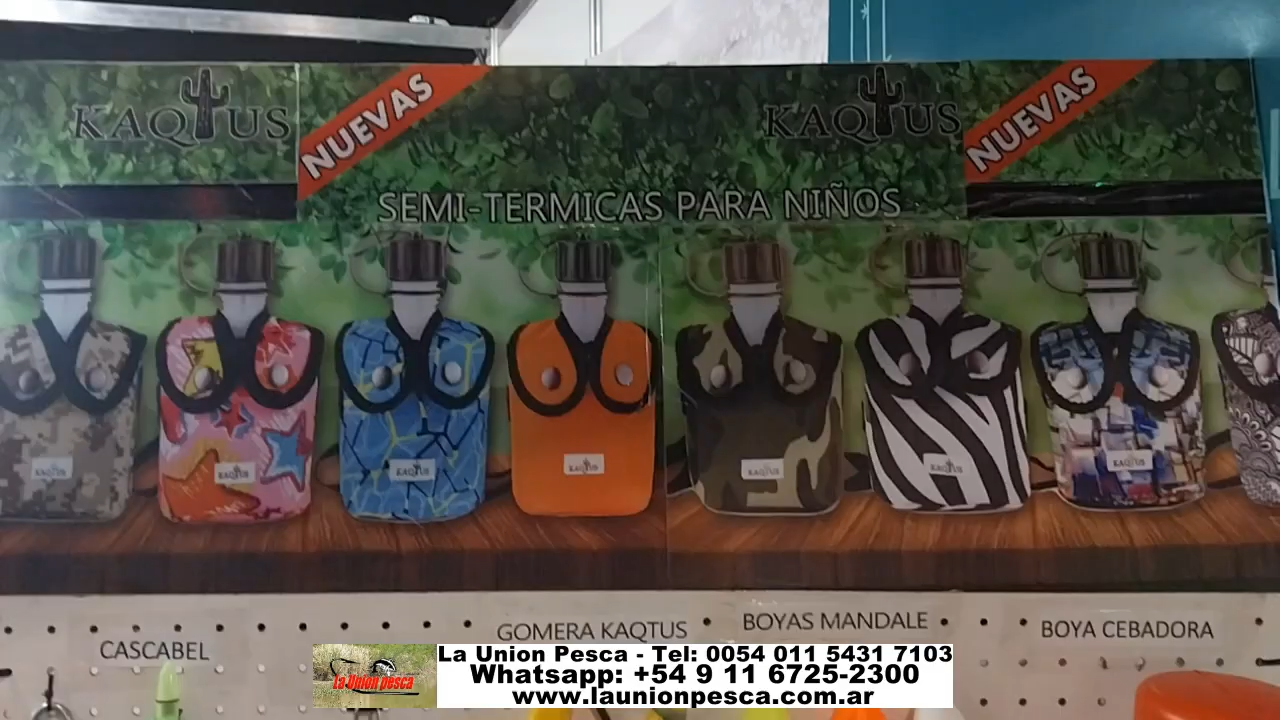 KAQTUS
NUEVAS
KAQTUS
NUEVAS
SEMI-TERMICAS PARA NIÑOS
KAQTUS
KAQTUS
KAQTUS
KAQTUS
KAQTUS
KAQTUS
KAQTUS
CASCABEL
GOMERA KAQTUS
BOYAS MANDALE
BOYA CEBADORA
La Union pesca
La Union Pesca - Tel: 0054 011 5431 7103
Whatsapp: +54 9 11 6725-2300
www.launionpesca.com.ar